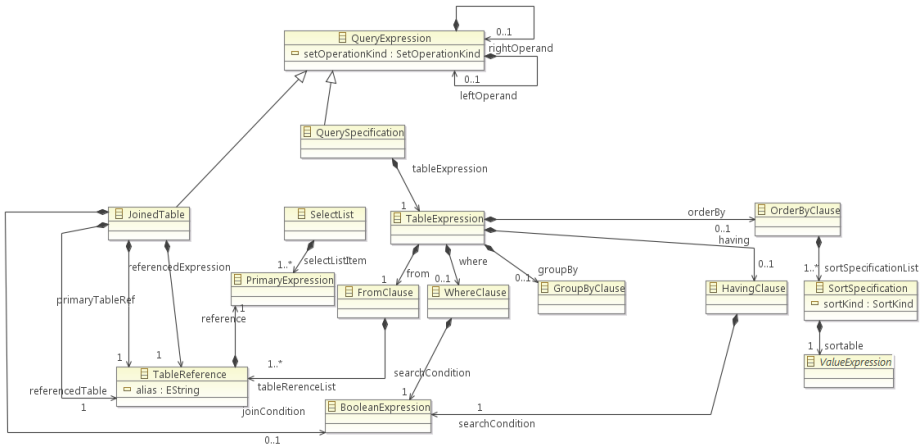 QueryExpression
setOperationKind : SetOperationKind
0..1
rightOperand
0..1
leftOperand
QuerySpecification
tableExpression
1
JoinedTable
SelectList
TableExpression
orderBy
OrderByClause
0..1
having
referencedExpression
1..*
selectListItem
from
where
groupBy
0..1
1..*
sortSpecificationList
PrimaryExpression
1
0..1
0..1
FromClause
WhereClause
GroupByClause
HavingClause
SortSpecification
sortKind : SortKind
primaryTableRef
1
reference
1
1
1..*
TableReference
alias : EString
tableRerenceList
searchCondition
1
sortable
ValueExpression
referencedTable
1
joinCondition
1
BooleanExpression
1
searchCondition
0..1